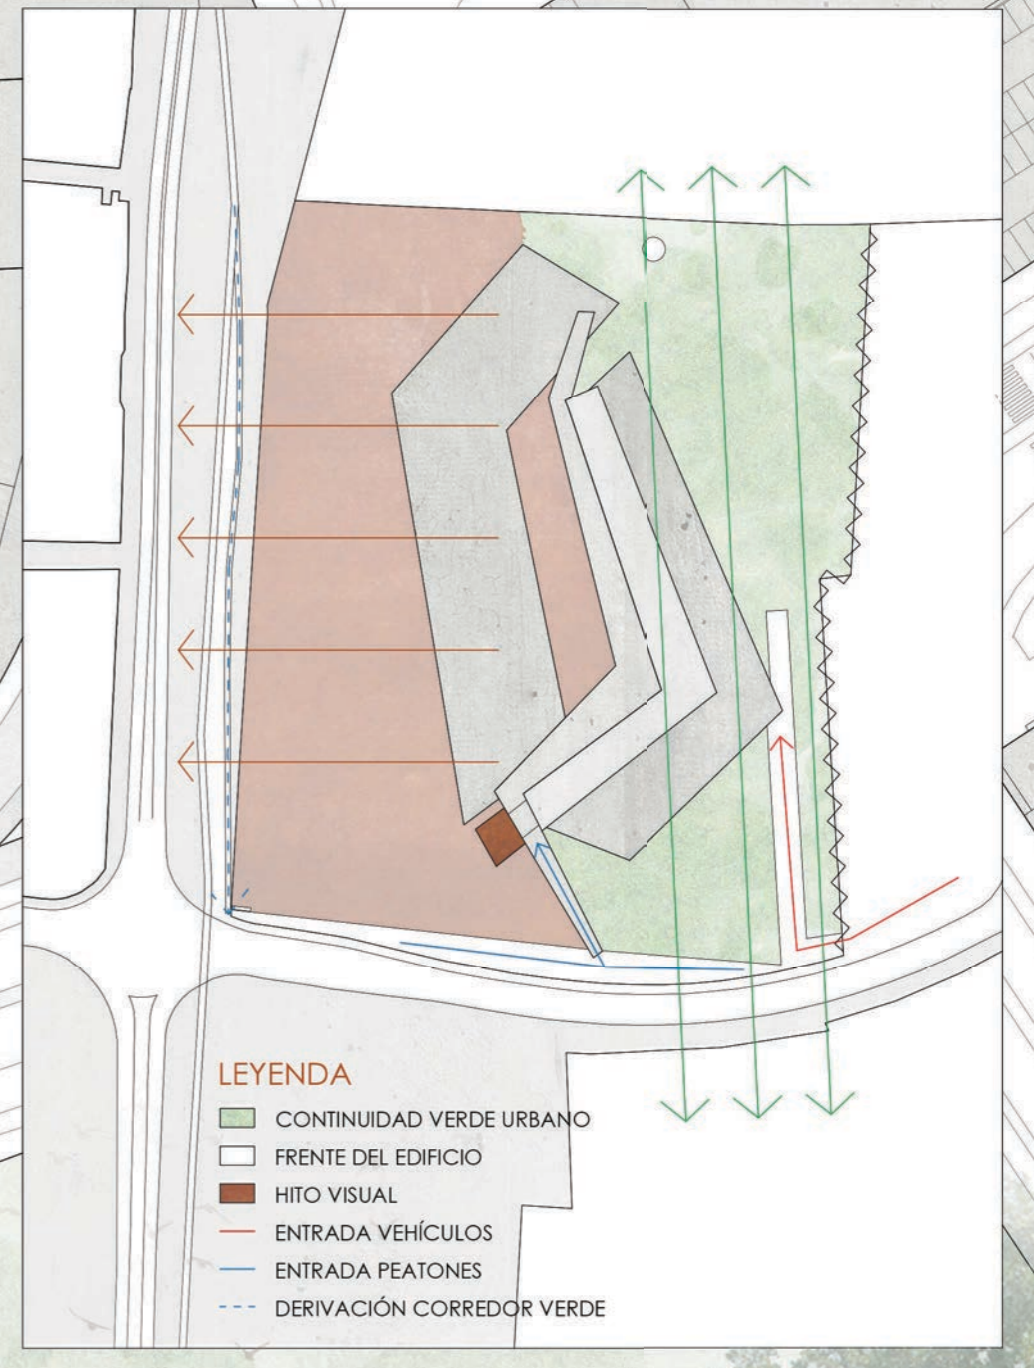 LEYENDA
CONTINUIDAD VERDE URBANO
FRENTE DEL EDIFICIO
HITO VISUAL
ENTRADA VEHÍCULOS
ENTRADA PEATONES
DERIVACIÓN CORREDOR VERDE